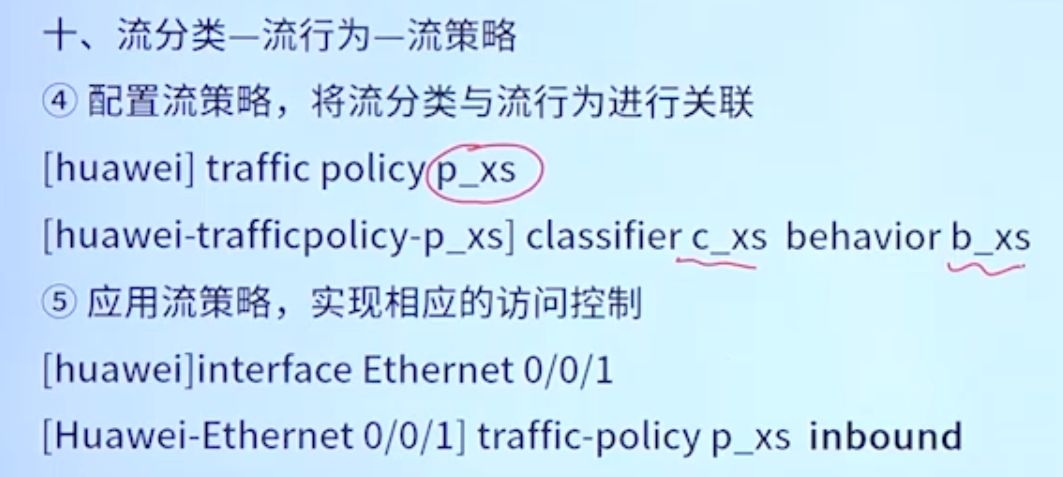 十、流分类—流行为—流策略
④ 配置流策略，将流分类与流行为进行关联
[huawei] traffic policy p_xs
[huawei-trafficpolicy-p_xs] classifier c_xs behavior b_xs
⑤ 应用流策略，实现相应的访问控制
[huawei]interface Ethernet 0/0/1
[Huawei-Ethernet 0/0/1] traffic-policy p_xs inbound